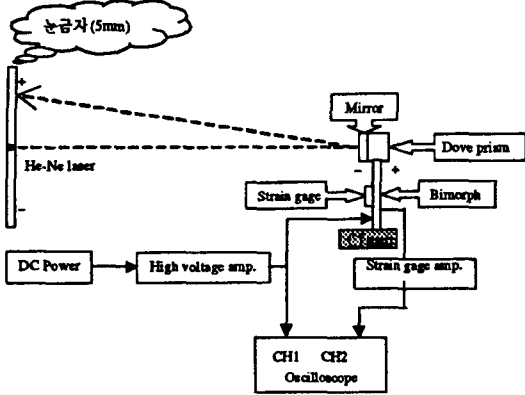 눈금자 (5mm)
+
Mirror
Dove prism
He-Ne laser
− +
Strain gage
Bimorph
−
DC Power
High voltage amp.
Strain gage amp.
CH1 CH2
Oscilloscope